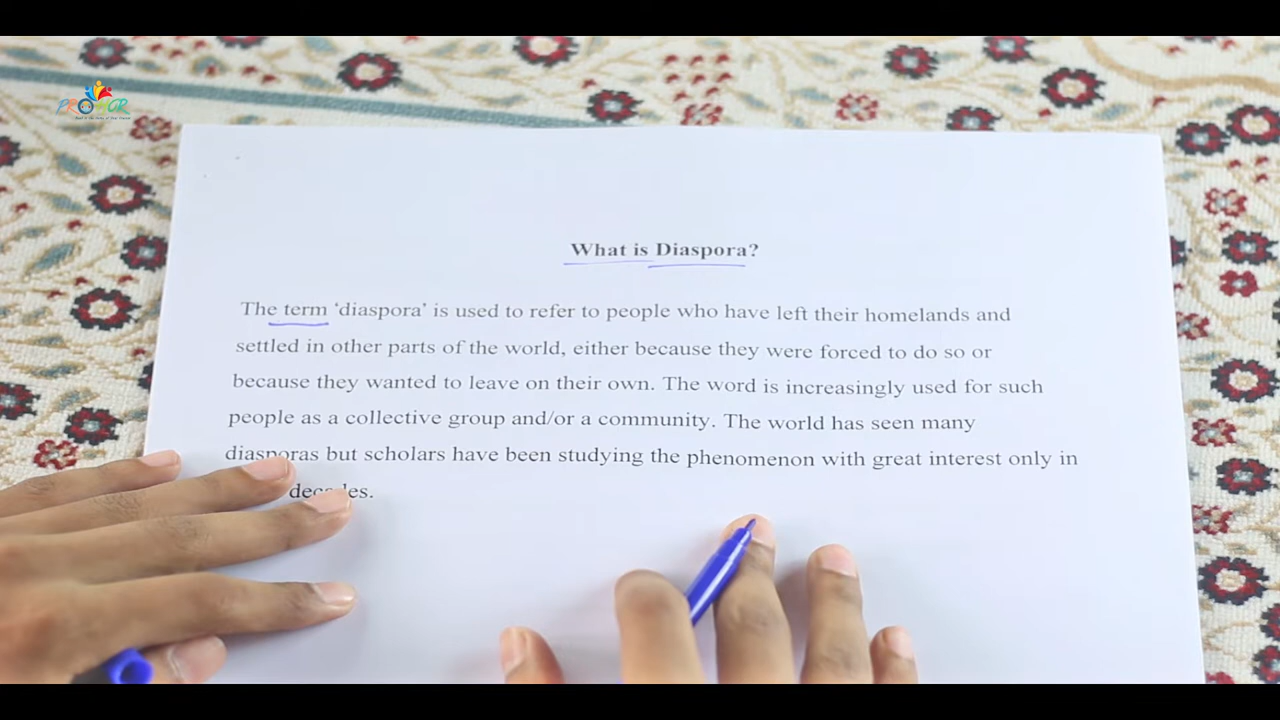 PROMOR
What is Diaspora?
The term ‘diaspora’ is used to refer to people who have left their homelands and
settled in other parts of the world, either because they were forced to do so or
because they wanted to leave on their own. The word is increasingly used for such
people as a collective group and/or a community. The world has seen many
diasporas but scholars have been studying the phenomenon with great interest only in
decades.